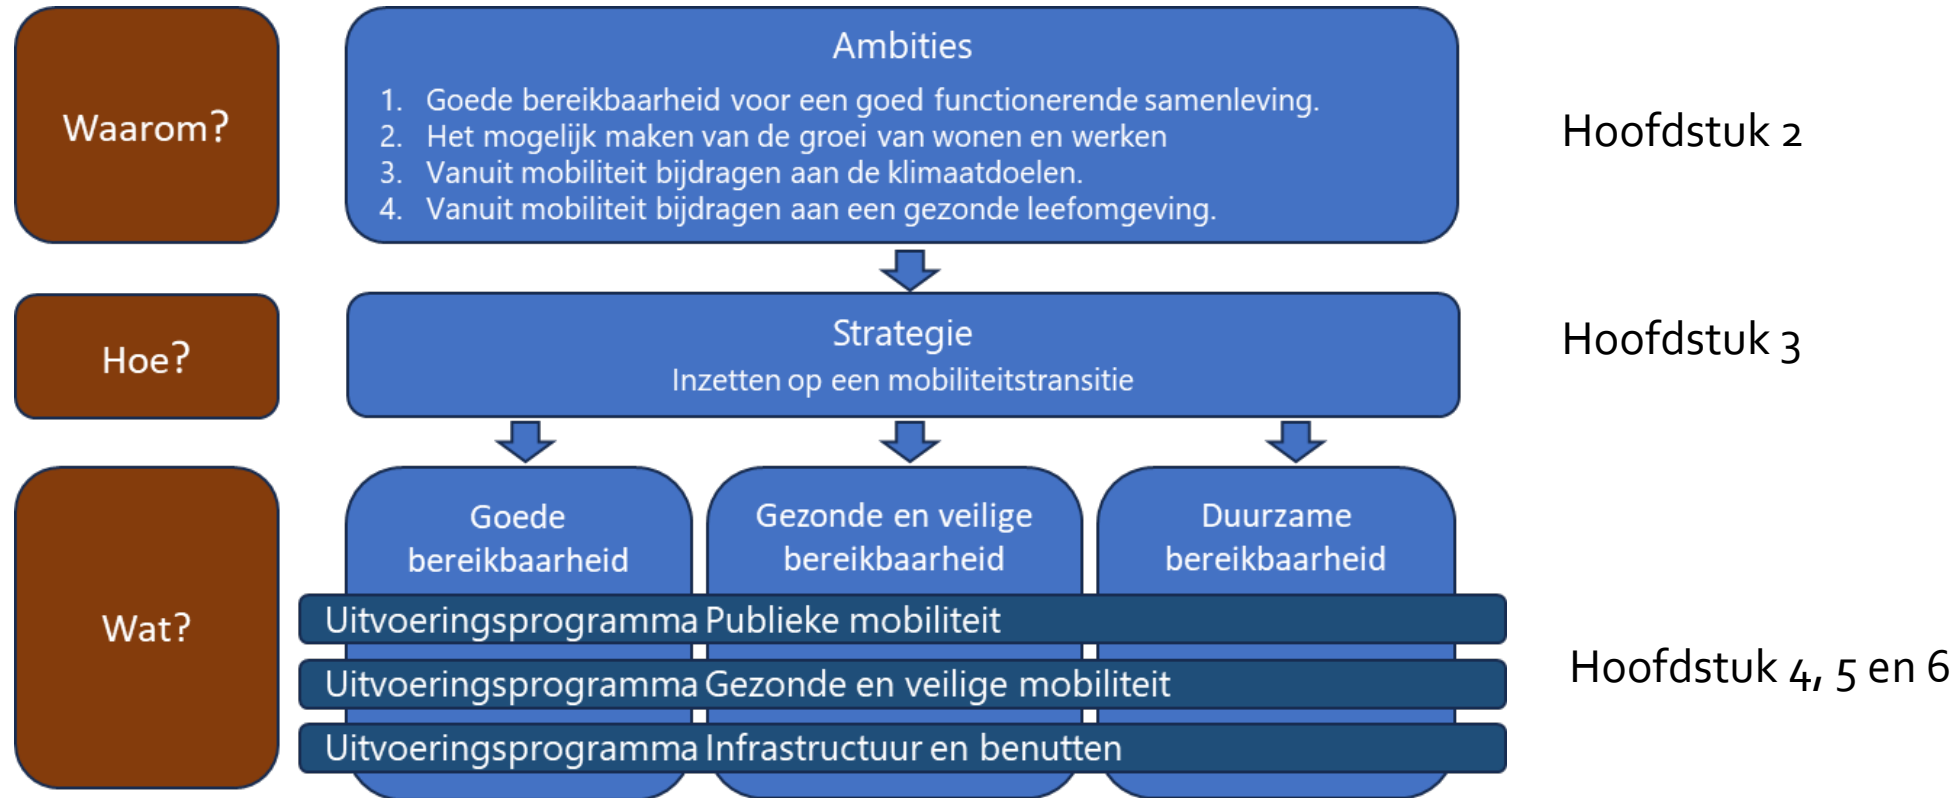 Waarom?
Ambities
1. Goede bereikbaarheid voor een goed functionerende samenleving.
2. Het mogelijk maken van de groei van wonen en werken
3. Vanuit mobiliteit bijdragen aan de klimaatdoelen.
4. Vanuit mobiliteit bijdragen aan een gezonde leefomgeving.
Hoofdstuk 2
Hoe?
Strategie
Inzetten op een mobiliteitstransitie
Hoofdstuk 3
Wat?
Goede
bereikbaarheid
Gezonde en veilige
bereikbaarheid
Duurzame
bereikbaarheid
Uitvoeringsprogramma Publieke mobiliteit
Uitvoeringsprogramma Gezonde en veilige mobiliteit
Uitvoeringsprogramma Infrastructuur en benutten
Hoofdstuk 4, 5 en 6